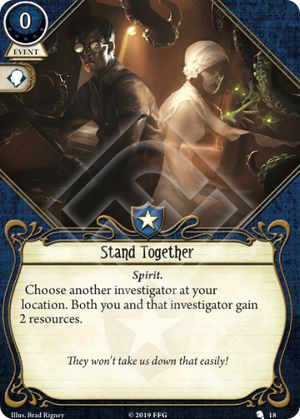 0
EVENT
Stand Together
Spirit.
Choose another investigator at your
location. Both you and that investigator gain
2 resources.
They won't take us down that easily!
Illus. Brad Rigney
© 2019 FFG
18